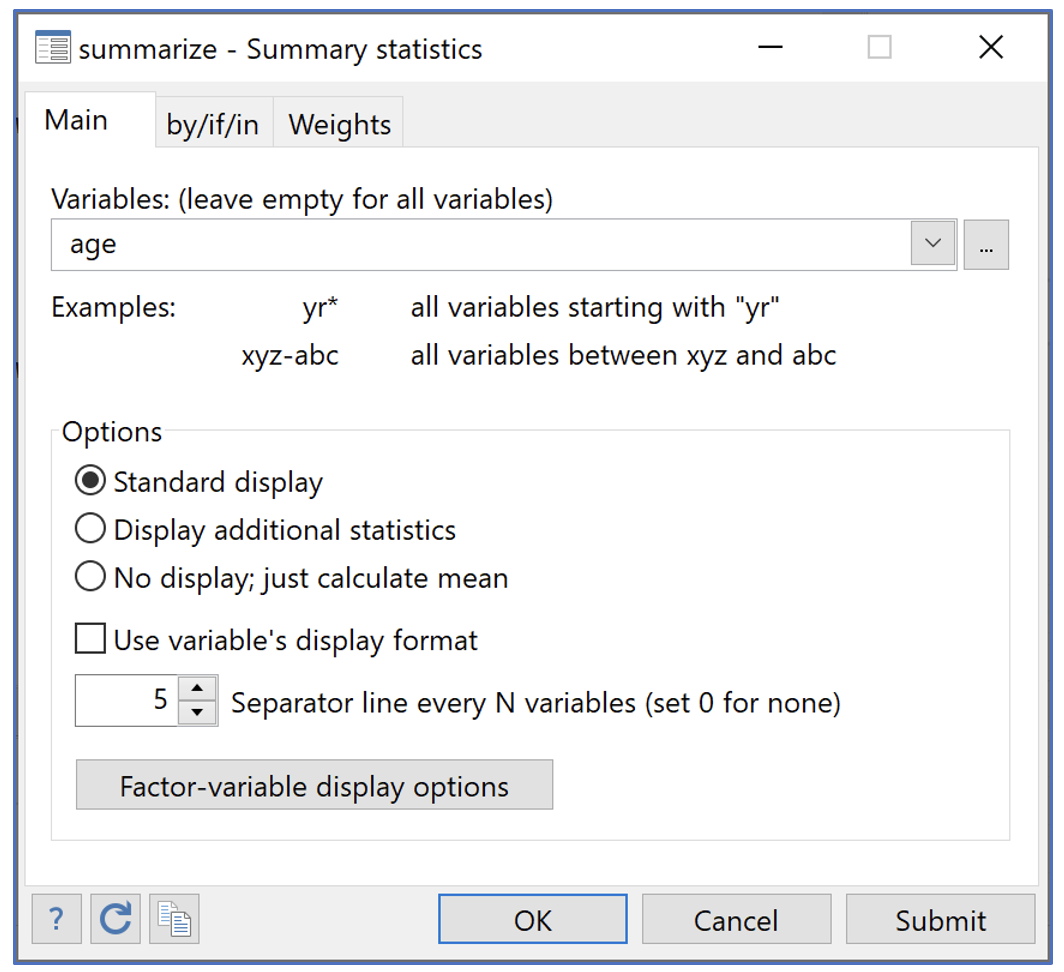 summarize - Summary statistics
Main by/if/in Weights
Variables: (leave empty for all variables)
age ...
Examples: yr* all variables starting with "yr"
xyz-abc all variables between xyz and abc
Options
Standard display
Display additional statistics
No display; just calculate mean
Use variable's display format
5 Separator line every N variables (set 0 for none)
Factor-variable display options
? OK Cancel Submit